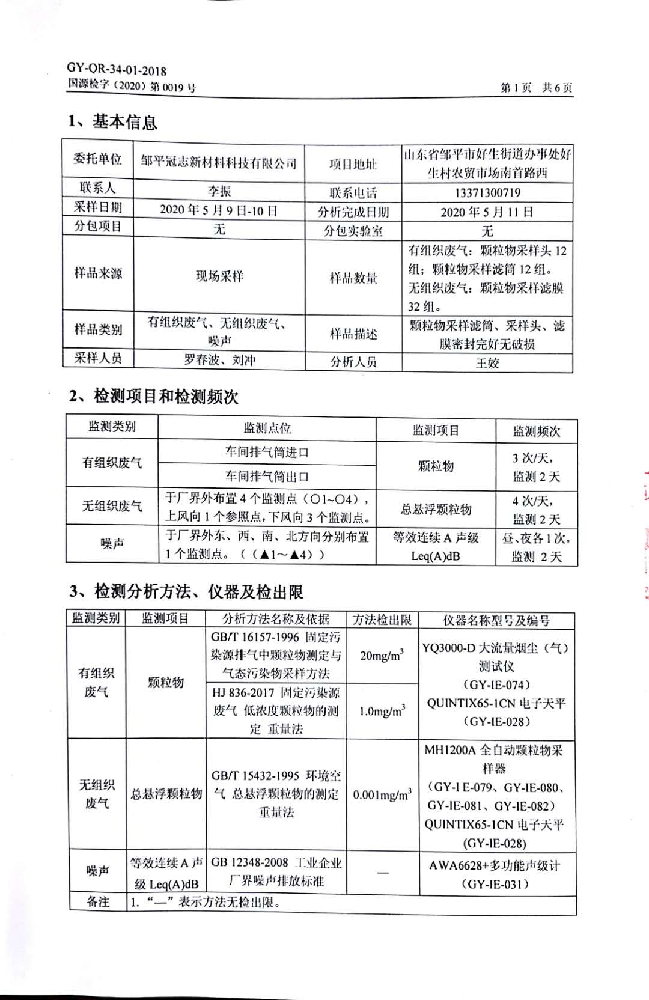 GY-QR-34-01-2018
国源检字（2020）第 0019 号
第 1 页 共 6 页
1、基本信息
委托单位
邹平冠志新材料科技有限公司
项目地址
山东省邹平市好生街道办事处好
生村农贸市场南首路西
联系人
李振
联系电话
13371300719
采样日期
2020 年 5 月 9 日-10 日
分析完成日期
2020 年 5 月 11 日
分包项目
无
分包实验室
无
样品来源
现场采样
样品数量
有组织废气：颗粒物采样头 12
组；颗粒物采样滤筒 12 组。
无组织废气：颗粒物采样滤膜
32 组。
样品类别
有组织废气、无组织废气、
噪声
样品描述
颗粒物采样滤筒、采样头、滤
膜密封完好无破损
采样人员
罗春波、刘冲
分析人员
王姣
2、检测项目和检测频次
监测类别
监测点位
监测项目
监测频次
有组织废气
车间排气筒进口
车间排气筒出口
颗粒物
3 次/天，
监测 2 天
无组织废气
于厂界外布置 4 个监测点（○1~○4），
上风向 1 个参照点，下风向 3 个监测点。
总悬浮颗粒物
4 次/天，
监测 2 天
噪声
于厂界外东、西、南、北方向分别布置
1 个监测点。（（▲1～▲4））
等效连续 A 声级
Leq(A)dB
昼、夜各 1 次，
监测 2 天
3、检测分析方法、仪器及检出限
监测类别
监测项目
分析方法名称及依据
方法检出限
仪器名称型号及编号
有组织
废气
颗粒物
GB/T 16157-1996 固定污
染源排气中颗粒物测定与
气态污染物采样方法
20mg/m³
HJ 836-2017 固定污染源
废气 低浓度颗粒物的测
定 重量法
1.0mg/m³
YQ3000-D 大流量烟尘（气）
测试仪
（GY-IE-074）
QUINTIX65-1CN 电子天平
（GY-IE-028）
无组织
废气
总悬浮颗粒物
GB/T 15432-1995 环境空
气 总悬浮颗粒物的测定
重量法
0.001mg/m³
MH1200A 全自动颗粒物采
样器
（GY-I E-079、GY-IE-080、
GY-IE-081、GY-IE-082）
QUINTIX65-1CN 电子天平
(GY-IE-028)
噪声
等效连续 A 声
级 Leq(A)dB
GB 12348-2008 工业企业
厂界噪声排放标准
—
AWA6628+多功能声级计
（GY-IE-031）
备注
1. “—”表示方法无检出限。